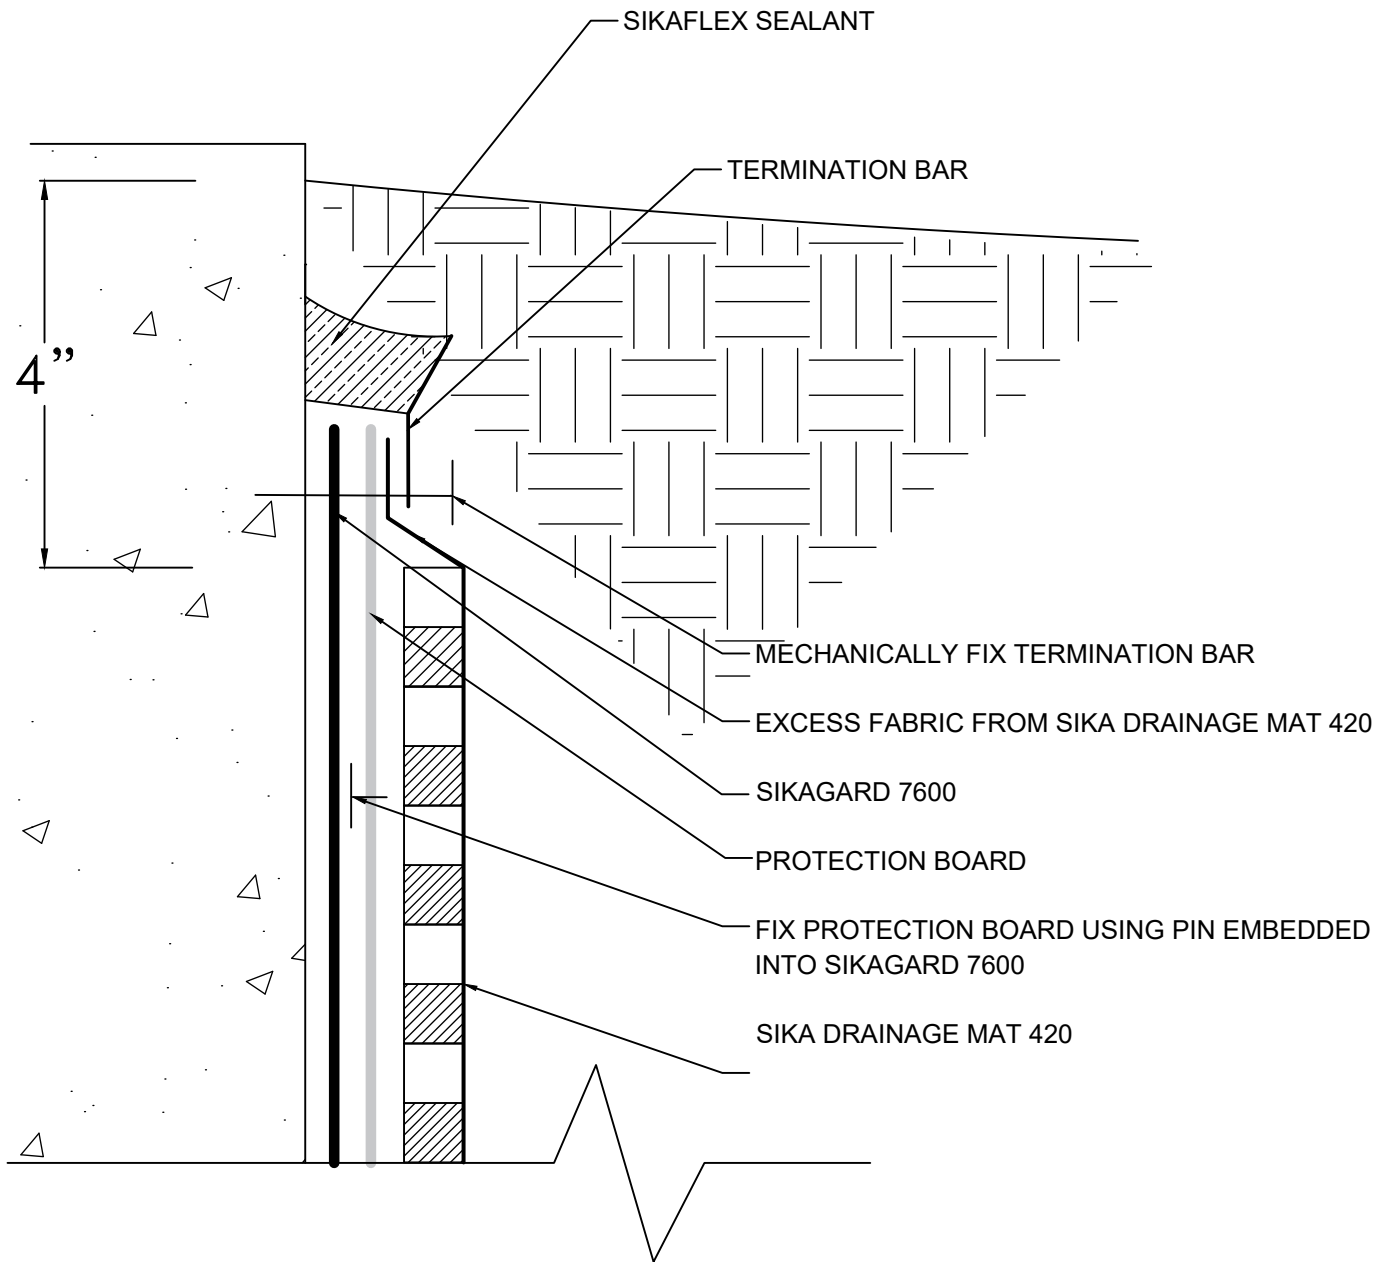 SIKAFLEX SEALANT
TERMINATION BAR
4”
MECHANICALLY FIX TERMINATION BAR
EXCESS FABRIC FROM SIKA DRAINAGE MAT 420
SIKAGARD 7600
PROTECTION BOARD
FIX PROTECTION BOARD USING PIN EMBEDDED
INTO SIKAGARD 7600
SIKA DRAINAGE MAT 420